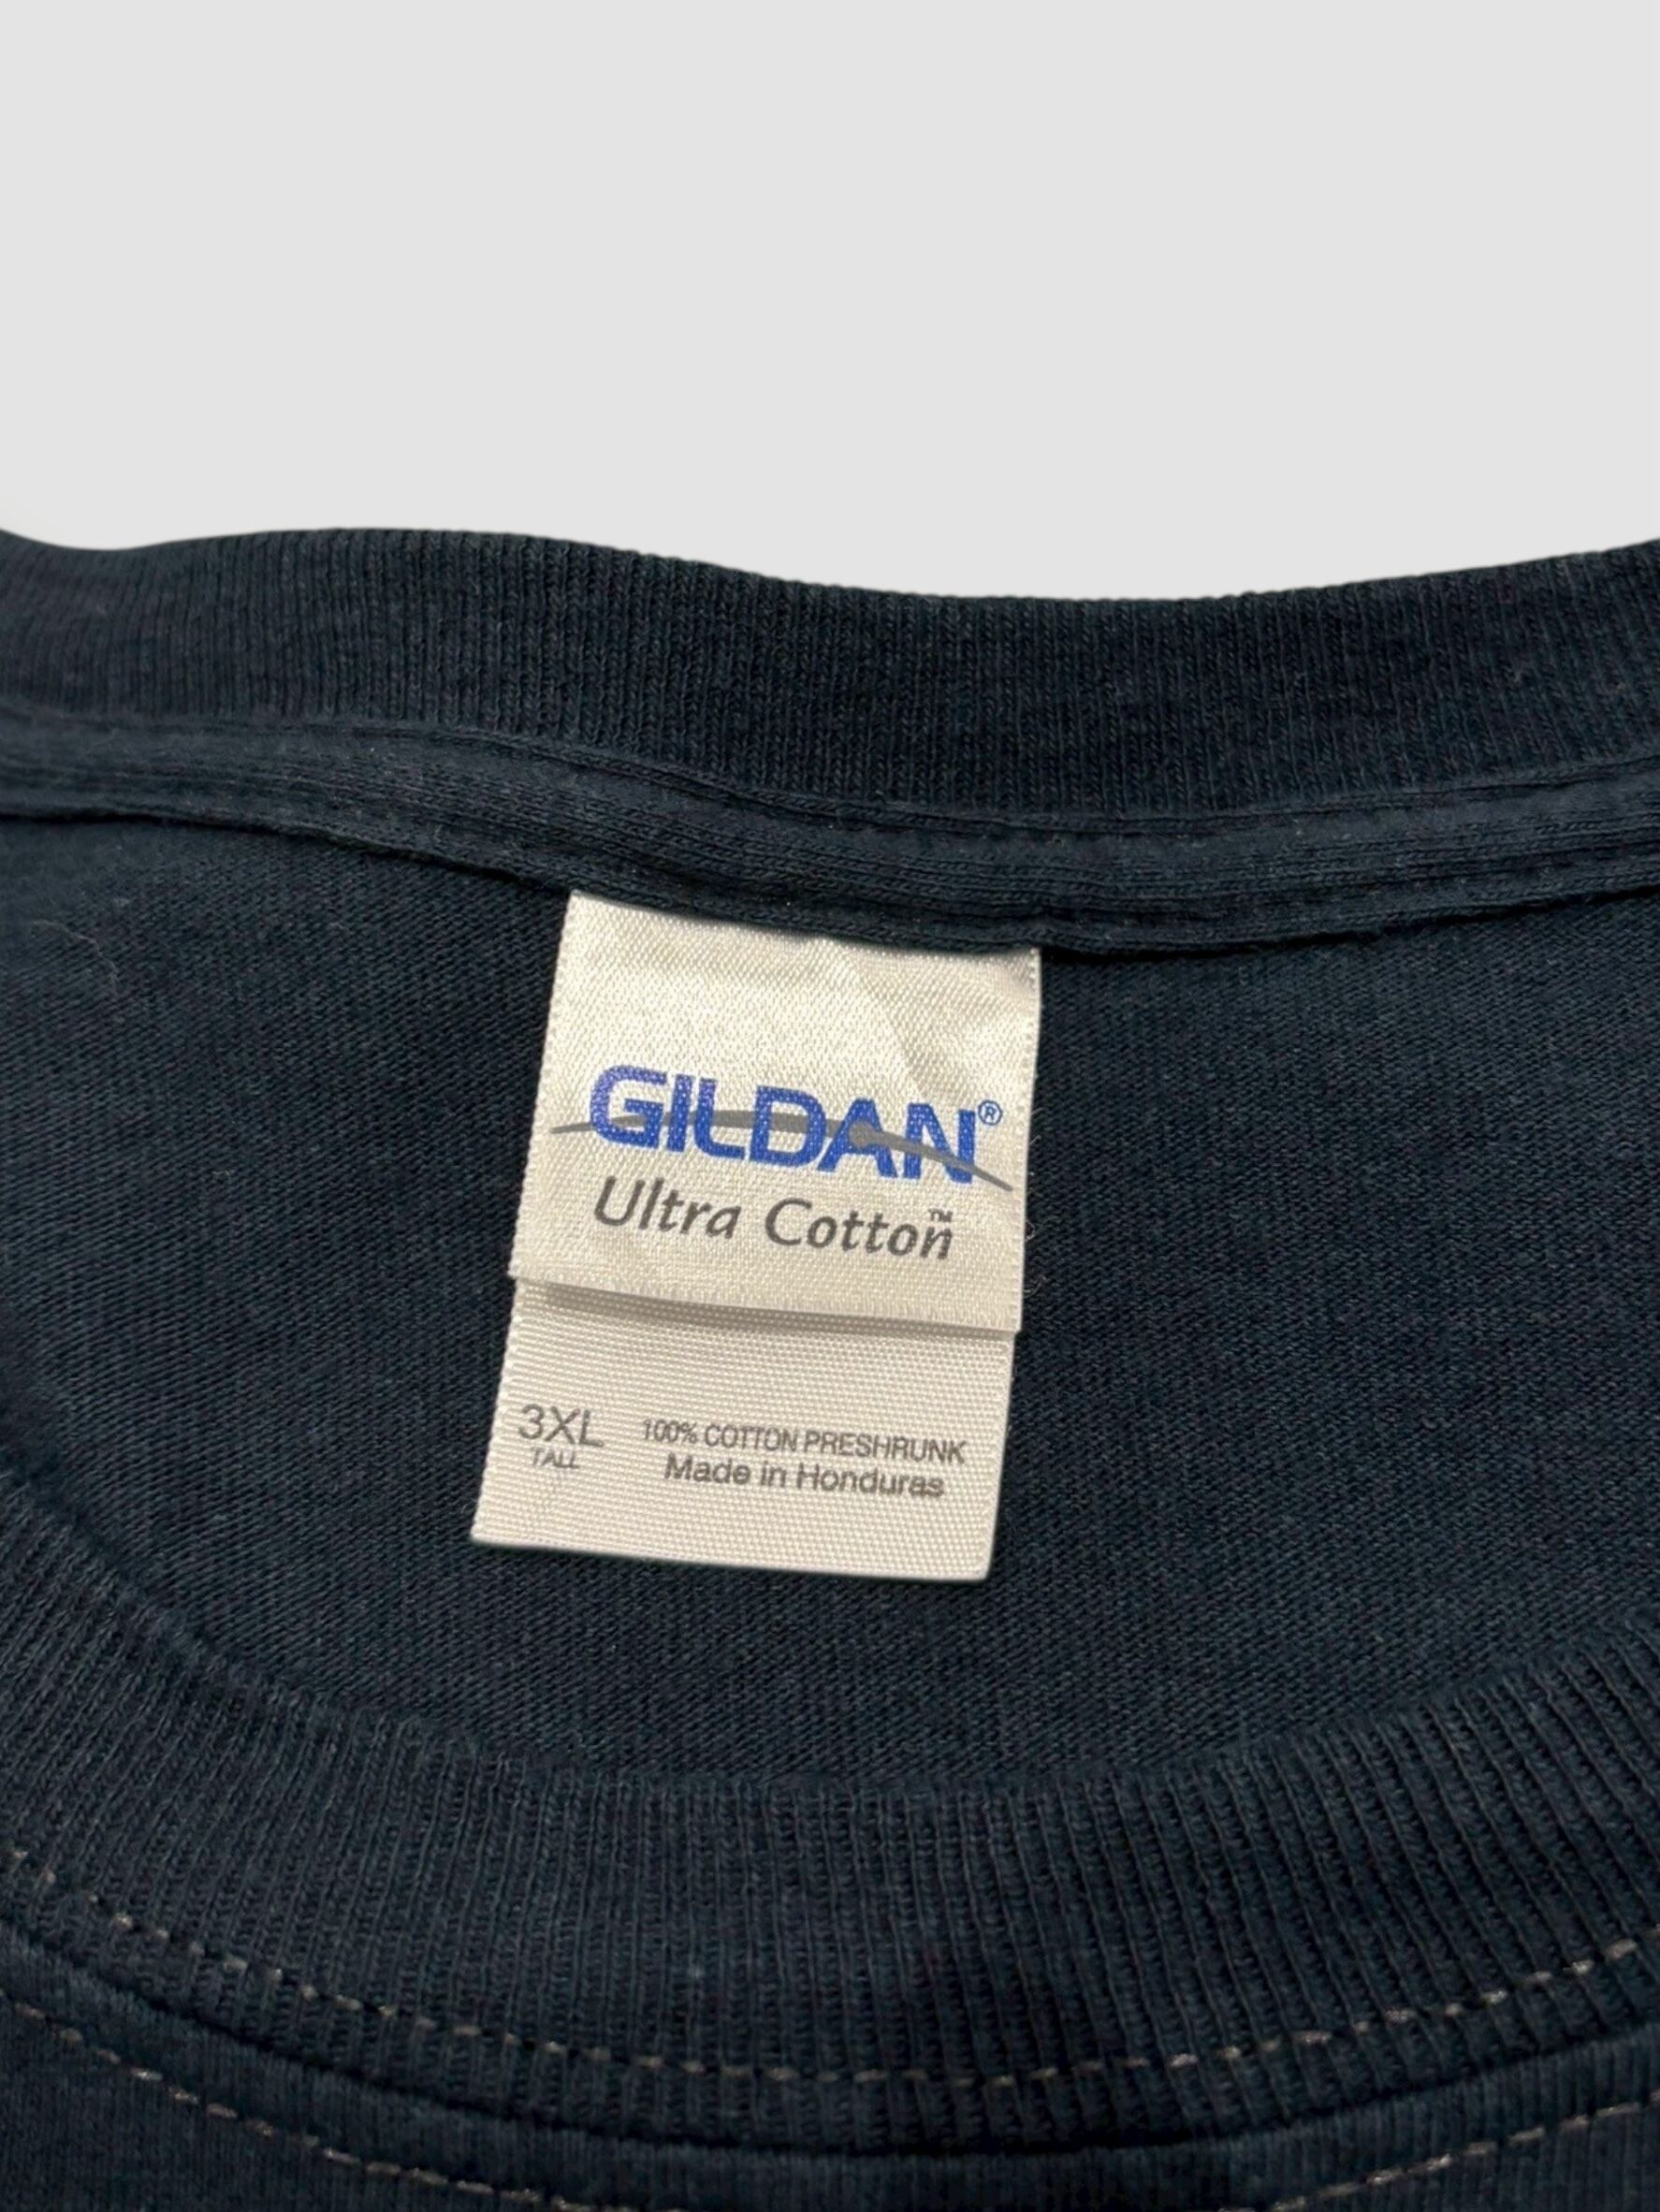 GILDAN®
Ultra Cotton™
3XL 100% COTTON PRESHRUNK
TALL Made in Honduras